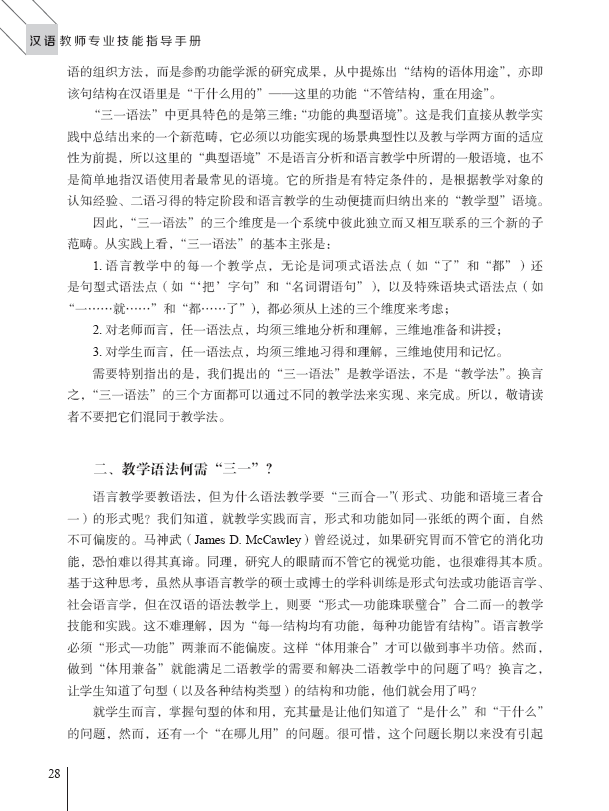 汉语教师专业技能指导手册
语的组织方法，而是参酌功能学派的研究成果，从中提炼出“结构的语体用途”，亦即
该句结构在汉语里是“干什么用的”——这里的功能“不管结构，重在用途”。
“三一语法”中更具特色的是第三维：“功能的典型语境”。这是我们直接从教学实
践中总结出来的一个新范畴，它必须以功能实现的场景典型性以及教与学两方面的适应
性为前提，所以这里的“典型语境”不是语言分析和语言教学中所谓的一般语境，也不
是简单地指汉语使用者最常见的语境。它的所指是有特定条件的，是根据教学对象的
认知经验、二语习得的特定阶段和语言教学的生动便捷而归纳出来的“教学型”语境。
因此，“三一语法”的三个维度是一个系统中彼此独立而又相互联系的三个新的子
范畴。从实践上看，“三一语法”的基本主张是：
1. 语言教学中的每一个教学点，无论是词项式语法点（如“了”和“都”）还
是句型式语法点（如“‘把’字句”和“名词谓语句”），以及特殊语块式语法点（如
“一……就……”和“都……了”），都必须从上述的三个维度来考虑；
2. 对老师而言，任一语法点，均须三维地分析和理解，三维地准备和讲授；
3. 对学生而言，任一语法点，均须三维地习得和理解，三维地使用和记忆。
需要特别指出的是，我们提出的“三一语法”是教学语法，不是“教学法”。换言
之，“三一语法”的三个方面都可以通过不同的教学法来实现、来完成。所以，敬请读
者不要把它们混同于教学法。
二、教学语法何需“三一”？
语言教学要教语法，但为什么语法教学要“三而合一”（形式、功能和语境三者合
一）的形式呢？我们知道，就教学实践而言，形式和功能如同一张纸的两个面，自然
不可偏废的。马神武（James D. McCawley）曾经说过，如果研究胃而不管它的消化功
能，恐怕难以得其真谛。同理，研究人的眼睛而不管它的视觉功能，也很难得其本质。
基于这种思考，虽然从事语言教学的硕士或博士的学科训练是形式句法或功能语言学、
社会语言学，但在汉语的语法教学上，则要“形式—功能珠联璧合”合二而一的教学
技能和实践。这不难理解，因为“每一结构均有功能，每种功能皆有结构”。语言教学
必须“形式—功能”两兼而不能偏废。这样“体用兼合”才可以做到事半功倍。然而，
做到“体用兼备”就能满足二语教学的需要和解决二语教学中的问题了吗？换言之，
让学生知道了句型（以及各种结构类型）的结构和功能，他们就会用了吗？
就学生而言，掌握句型的体和用，充其量是让他们知道了“是什么”和“干什么”
的问题，然而，还有一个“在哪儿用”的问题。很可惜，这个问题长期以来没有引起
28